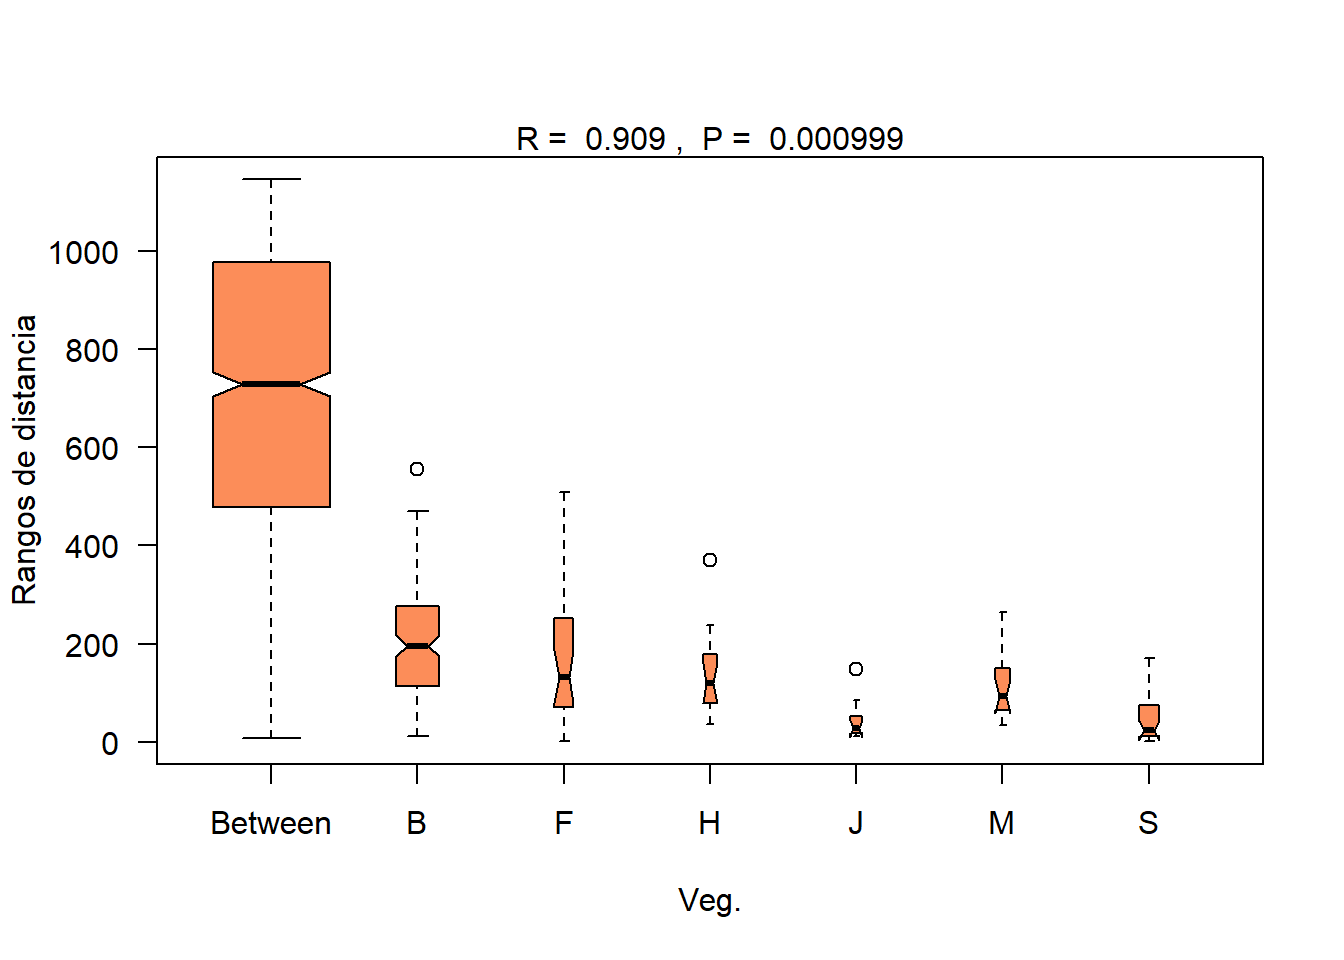 R =  0.909 ,  P =  0.000999
1000
800
600
400
200
0
Rangos de distancia
Between B F H J M S
Veg.